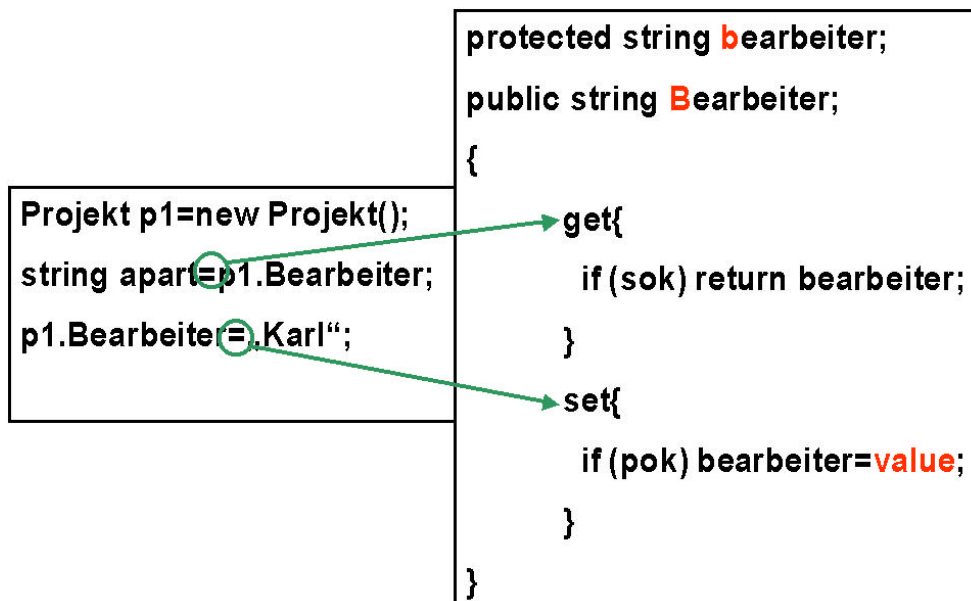 Projekt p1=new Projekt();
string apart=p1.Bearbeiter;
p1.Bearbeiter=„Karl“;
protected string bearbeiter;
public string Bearbeiter;
{
get{
if (sok) return bearbeiter;
}
set{
if (pok) bearbeiter=value;
}
}